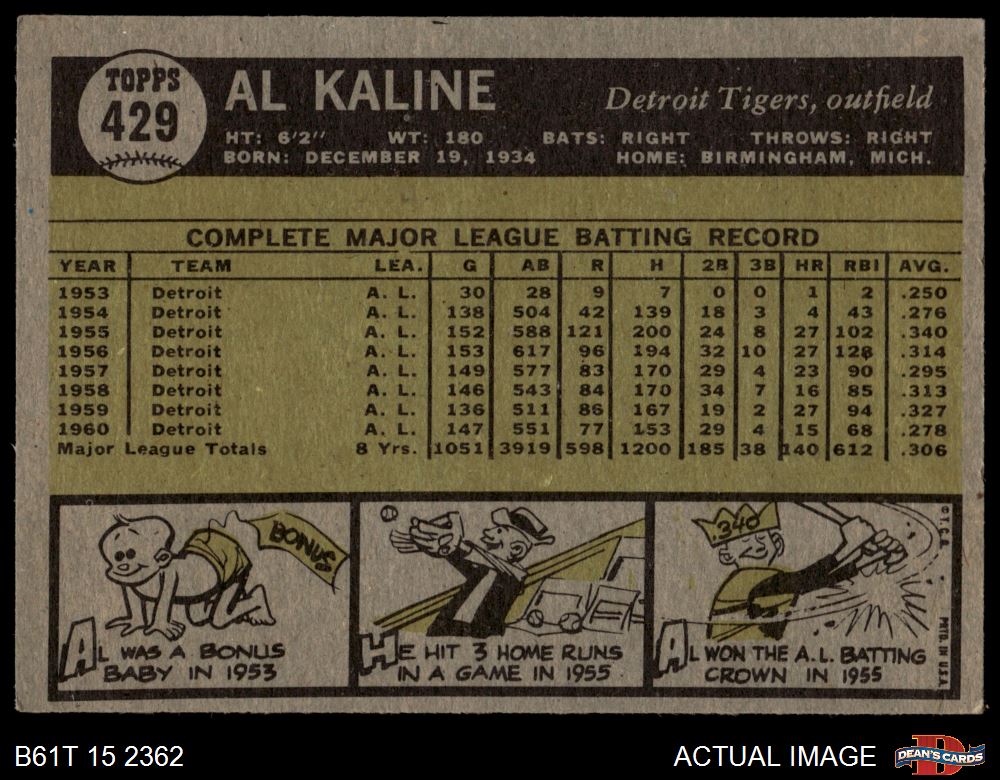 TOPPS
429
AL KALINE
Detroit Tigers, outfield
HT: 6'2" WT: 180 BATS: RIGHT THROWS: RIGHT
BORN: DECEMBER 19, 1934 HOME: BIRMINGHAM, MICH.
COMPLETE MAJOR LEAGUE BATTING RECORD
YEAR TEAM LEA. G AB R H 2B 3B HR RBI AVG.
1953 Detroit A. L. 30 28 9 7 0 0 1 2 .250
1954 Detroit A. L. 138 504 42 139 18 3 4 43 .276
1955 Detroit A. L. 152 588 121 200 24 8 27 102 .340
1956 Detroit A. L. 153 617 96 194 32 10 27 128 .314
1957 Detroit A. L. 149 577 83 170 29 4 23 90 .295
1958 Detroit A. L. 146 543 84 170 34 7 16 85 .313
1959 Detroit A. L. 136 511 86 167 19 2 27 94 .327
1960 Detroit A. L. 147 551 77 153 29 4 15 68 .278
Major League Totals 8 Yrs. 1051 3919 598 1200 185 38 140 612 .306
BONUS
AL WAS A BONUS
BABY IN 1953
HE HIT 3 HOME RUNS
IN A GAME IN 1955
.340
AL WON THE A.L. BATTING
CROWN IN 1955
© T.C.G.
PRTD. IN U.S.A.
B61T 15 2362
ACTUAL IMAGE
DEAN'S CARDS